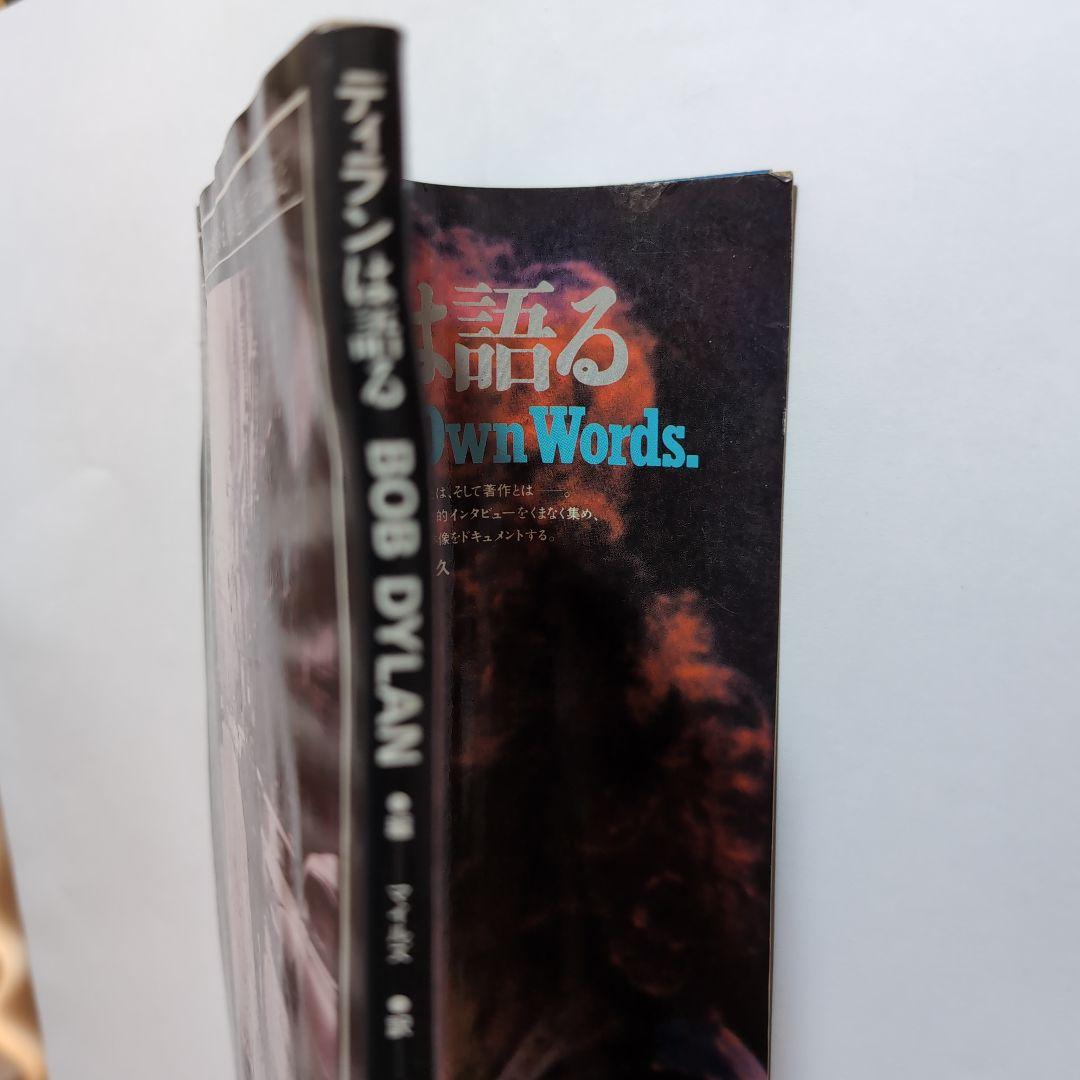 ディランは語る BOB DYLAN ●編 マイルズ ●訳
は語る
Own Words.
は、そして著作とは──。
的インタビューをくまなく集め、
像をドキュメントする。
久